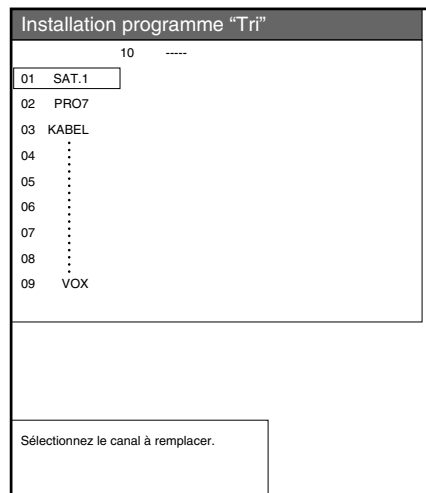 Installation programme “Tri”
10 -----
01 SAT.1
02 PRO7
03 KABEL
04
05
06
07
08
09 VOX
Sélectionnez le canal à remplacer.